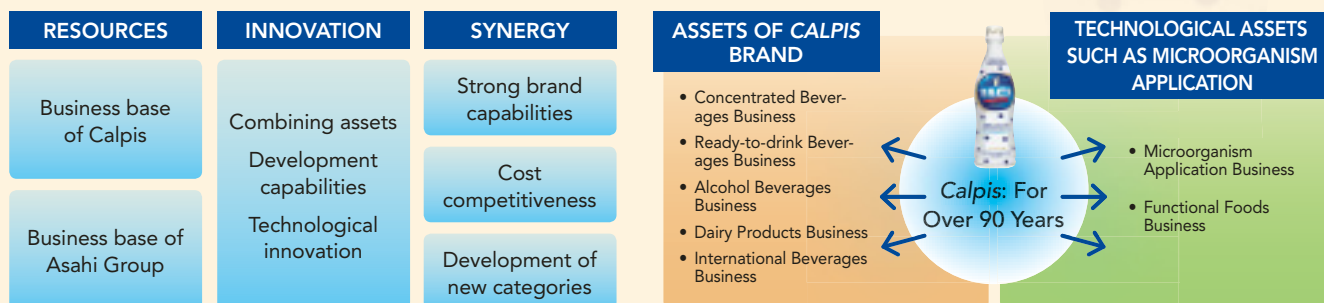 RESOURCES
Business base
of Calpis
Business base of
Asahi Group
INNOVATION
Combining assets
Development
capabilities
Technological
innovation
SYNERGY
Strong brand
capabilities
Cost
competitiveness
Development of
new categories
ASSETS OF CALPIS
BRAND
• Concentrated Bever-
ages Business
• Ready-to-drink Bever-
ages Business
• Alcohol Beverages
Business
• Dairy Products Business
• International Beverages
Business
Calpis: For
Over 90 Years
TECHNOLOGICAL ASSETS
SUCH AS MICROORGANISM
APPLICATION
• Microorganism
Application Business
• Functional Foods
Business